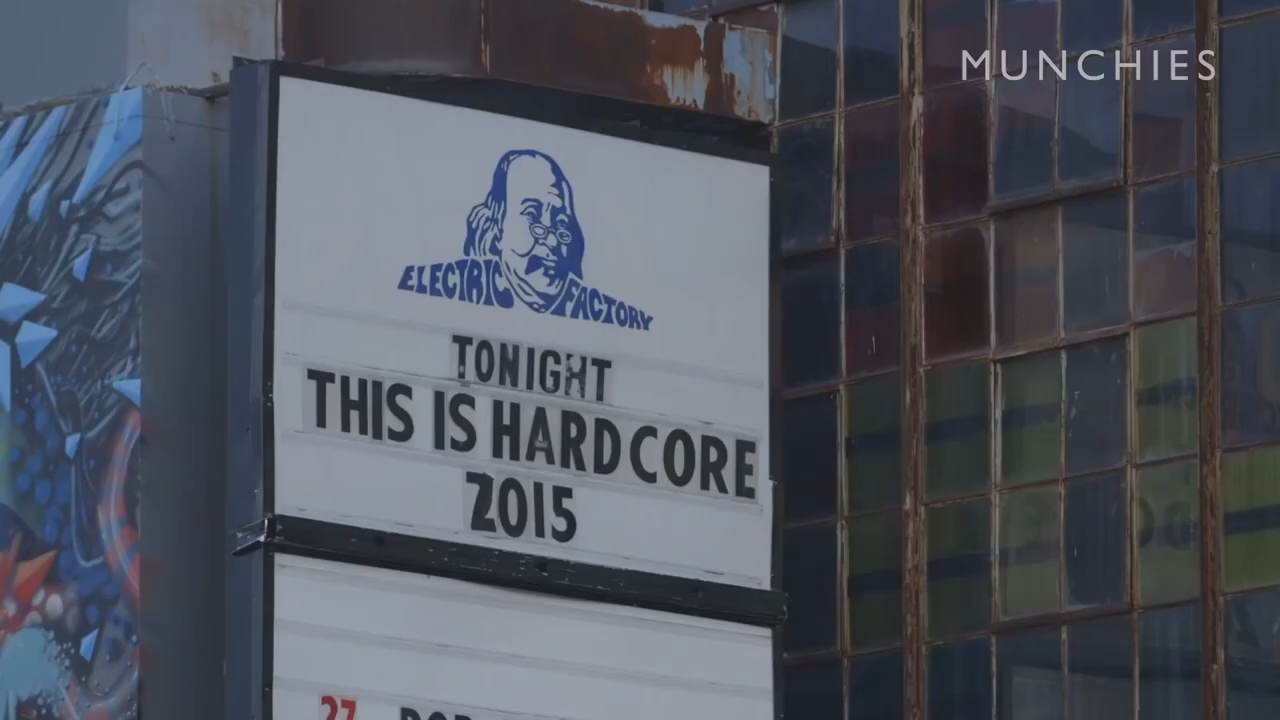 MUNCHIES
ELECTRIC FACTORY
TONIGHT
THIS IS HARDCORE
2015
27